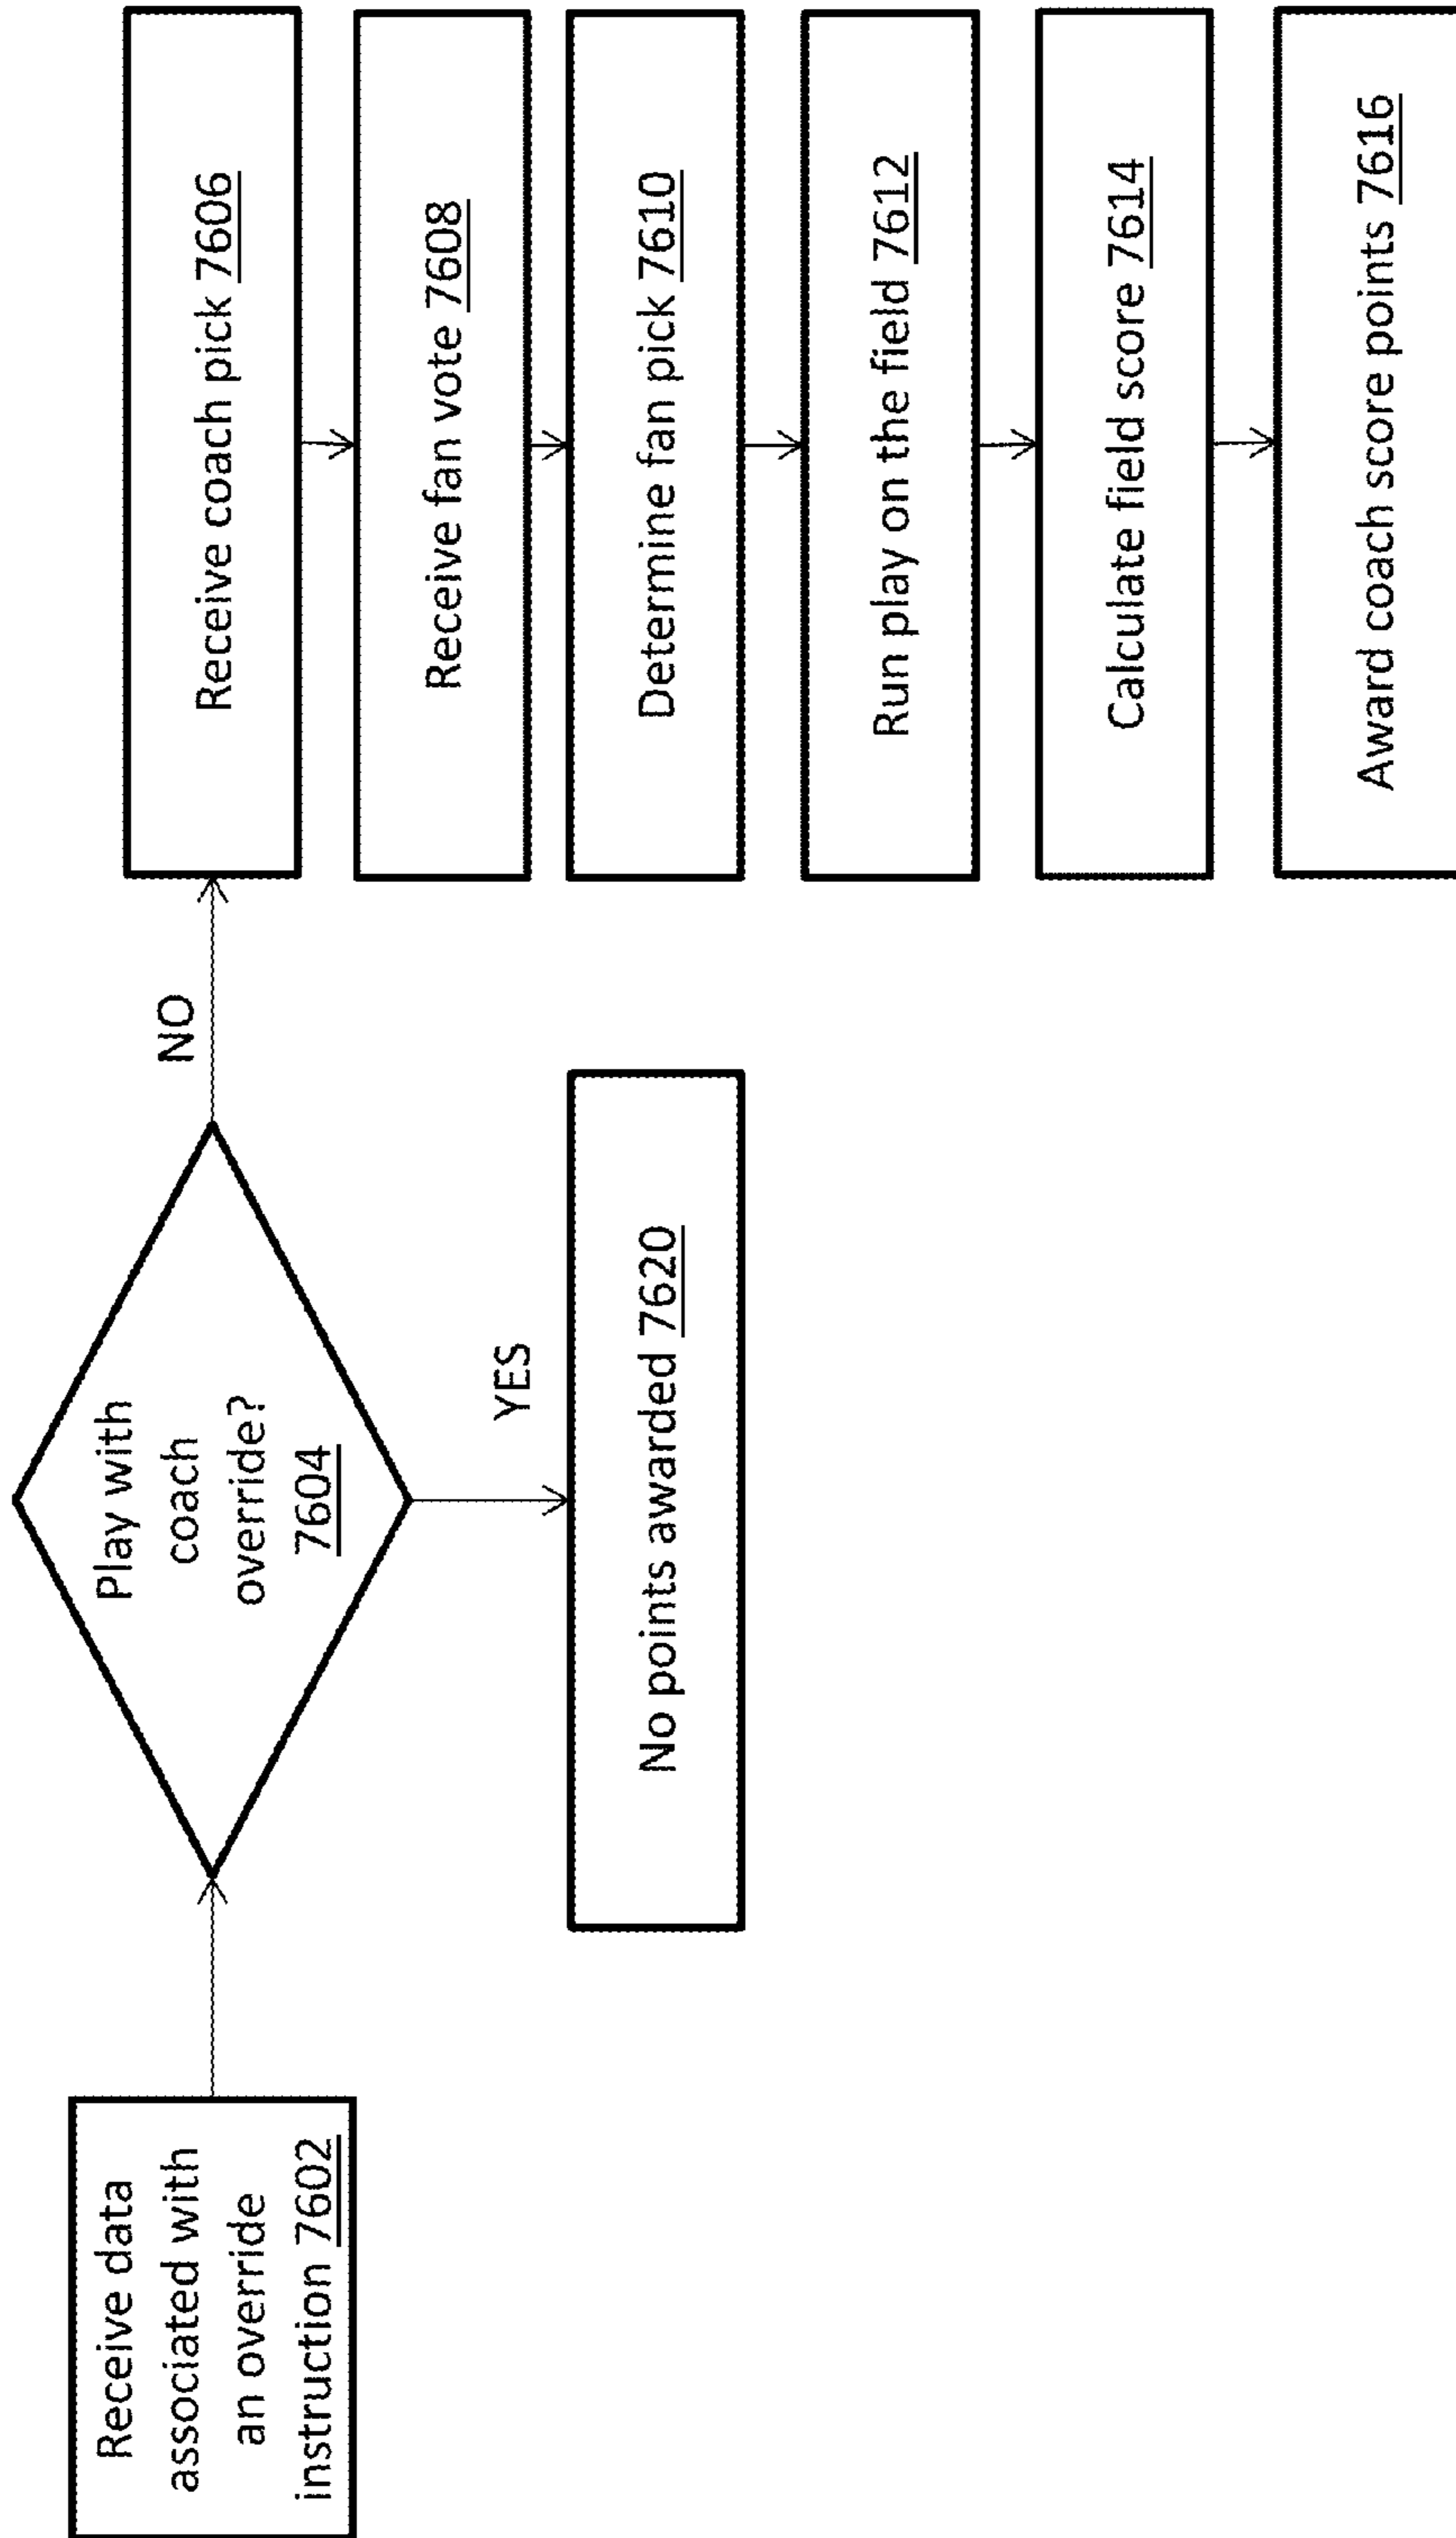 Receive data
associated with
an override
instruction 7602
Play with
coach
override?
7604
NO
YES
No points awarded 7620
Receive coach pick 7606
Receive fan vote 7608
Determine fan pick 7610
Run play on the field 7612
Calculate field score 7614
Award coach score points 7616